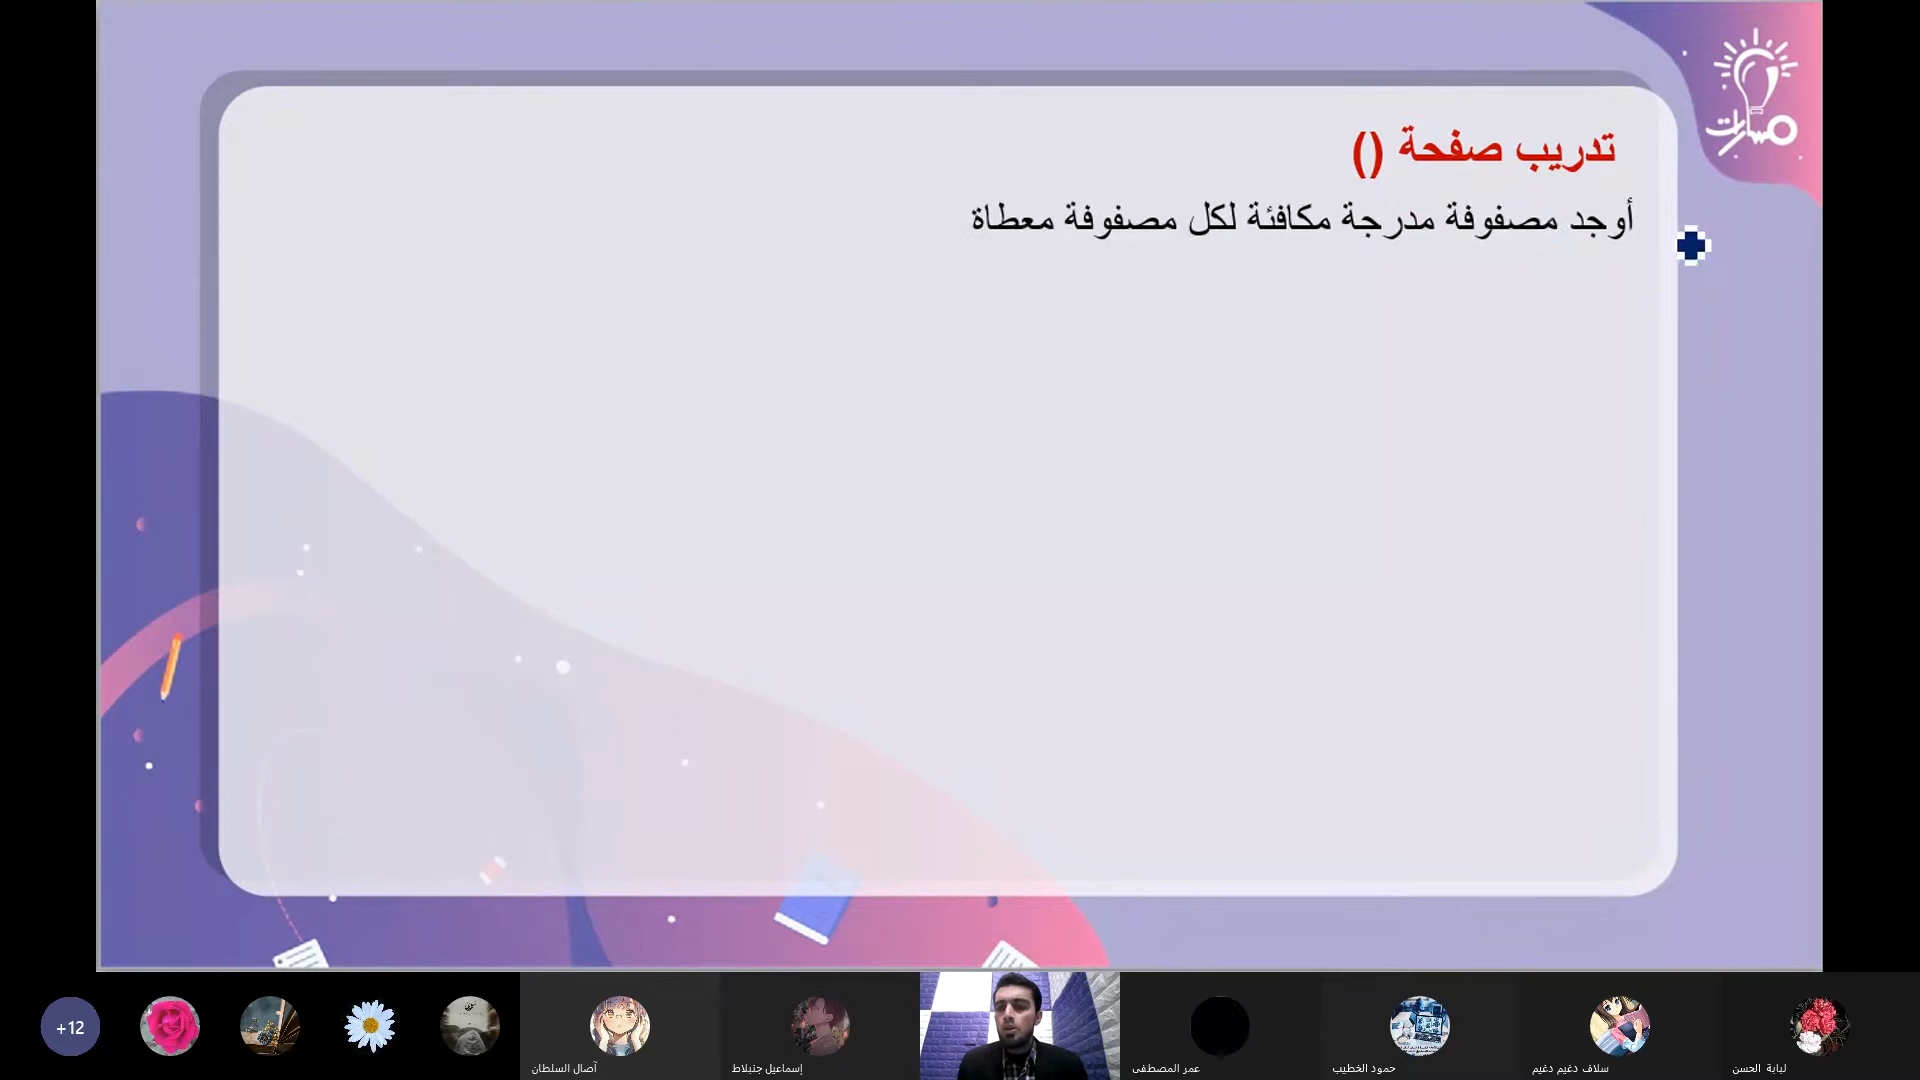 مسارات
تدريب صفحة ()
أوجد مصفوفة مدرجة مكافئة لكل مصفوفة معطاة
+12
آصال السلطان
إسماعيل جنبلاط
عمر المصطفى
حمود الخطيب
سلاف دغيم دغيم
لبابة الحسن